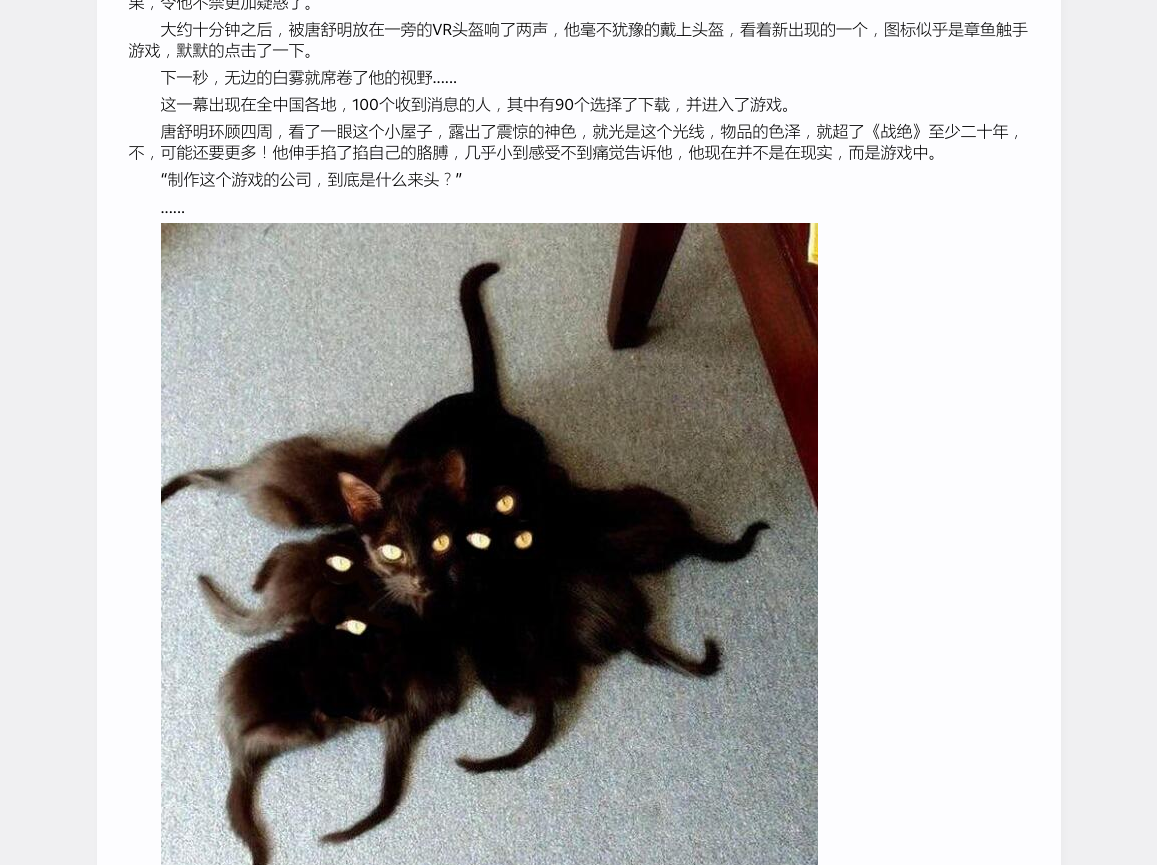 果，令他不禁更加疑惑了。
大约十分钟之后，被唐舒明放在一旁的VR头盔响了两声，他毫不犹豫的戴上头盔，看着新出现的一个，图标似乎是章鱼触手
游戏，默默的点击了一下。
下一秒，无边的白雾就席卷了他的视野......
这一幕出现在全中国各地，100个收到消息的人，其中有90个选择了下载，并进入了游戏。
唐舒明环顾四周，看了一眼这个小屋子，露出了震惊的神色，就光是这个光线，物品的色泽，就超了《战绝》至少二十年，
不，可能还要更多！他伸手掐了掐自己的胳膊，几乎小到感受不到痛觉告诉他，他现在并不是在现实，而是游戏中。
“制作这个游戏的公司，到底是什么来头？”
......